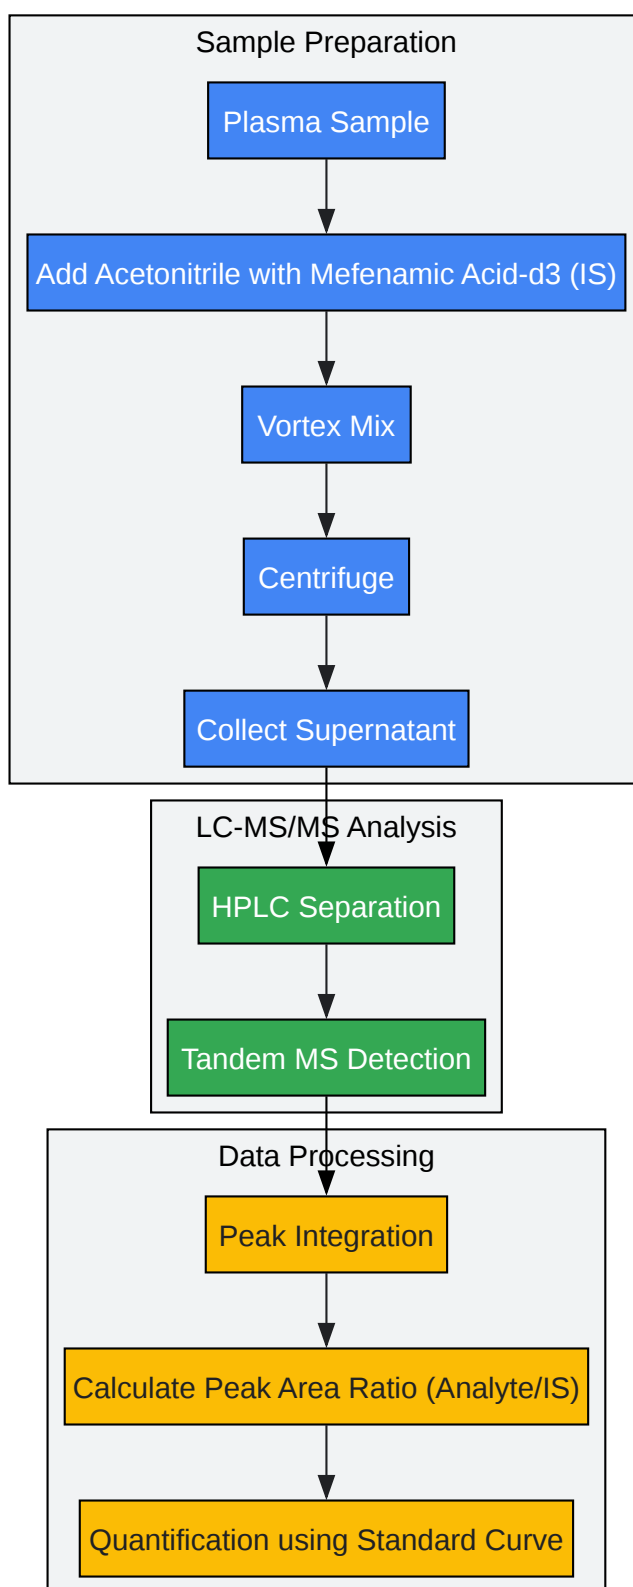 Sample Preparation
Plasma Sample
Add Acetonitrile with Mefenamic Acid-d3 (IS)
Vortex Mix
Centrifuge
Collect Supernatant
LC-MS/MS Analysis
HPLC Separation
Tandem MS Detection
Data Processing
Peak Integration
Calculate Peak Area Ratio (Analyte/IS)
Quantification using Standard Curve